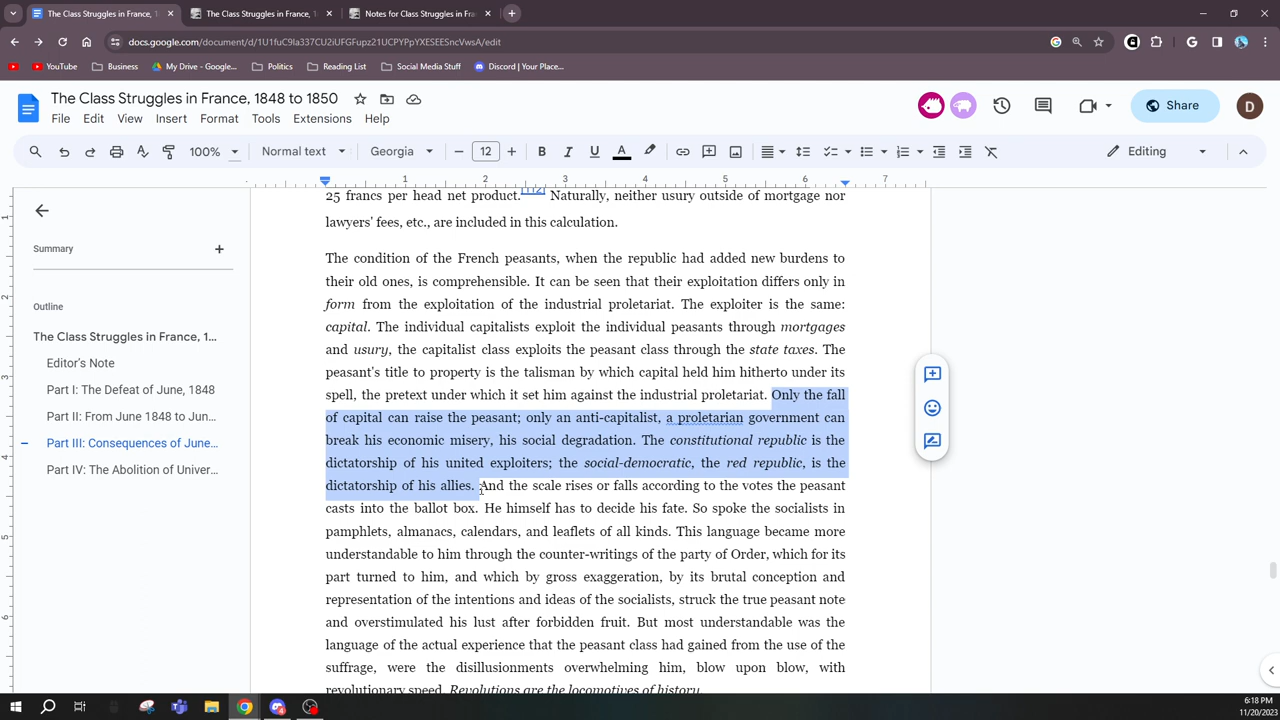 The Class Struggles in France, 1
The Class Struggles in France, 1
Notes for Class Struggles in Fra
docs.google.com/document/d/1U1fuC9la337CU2iUFGFupz21UCPYPpYXESEESncVwsA/edit
YouTube
Business
My Drive - Google...
Politics
Reading List
Social Media Stuff
Discord | Your Place...
The Class Struggles in France, 1848 to 1850
File Edit View Insert Format Tools Extensions Help
Share
D
100%
Normal text
Georgia
12
Editing
1 2 3 4 5 6 7
Summary
Outline
The Class Struggles in France, 1...
Editor's Note
Part I: The Defeat of June, 1848
Part II: From June 1848 to Jun...
Part III: Consequences of June...
Part IV: The Abolition of Univer...
1
2
3
4
5
6
25 francs per head net product.[112] Naturally, neither usury outside of mortgage nor
lawyers' fees, etc., are included in this calculation.
The condition of the French peasants, when the republic had added new burdens to
their old ones, is comprehensible. It can be seen that their exploitation differs only in
form from the exploitation of the industrial proletariat. The exploiter is the same:
capital. The individual capitalists exploit the individual peasants through mortgages
and usury, the capitalist class exploits the peasant class through the state taxes. The
peasant's title to property is the talisman by which capital held him hitherto under its
spell, the pretext under which it set him against the industrial proletariat. Only the fall
of capital can raise the peasant; only an anti-capitalist, a proletarian government can
break his economic misery, his social degradation. The constitutional republic is the
dictatorship of his united exploiters; the social-democratic, the red republic, is the
dictatorship of his allies. And the scale rises or falls according to the votes the peasant
casts into the ballot box. He himself has to decide his fate. So spoke the socialists in
pamphlets, almanacs, calendars, and leaflets of all kinds. This language became more
understandable to him through the counter-writings of the party of Order, which for its
part turned to him, and which by gross exaggeration, by its brutal conception and
representation of the intentions and ideas of the socialists, struck the true peasant note
and overstimulated his lust after forbidden fruit. But most understandable was the
language of the actual experience that the peasant class had gained from the use of the
suffrage, were the disillusionments overwhelming him, blow upon blow, with
revolutionary speed. Revolutions are the locomotives of history.
6:18 PM
11/20/2023